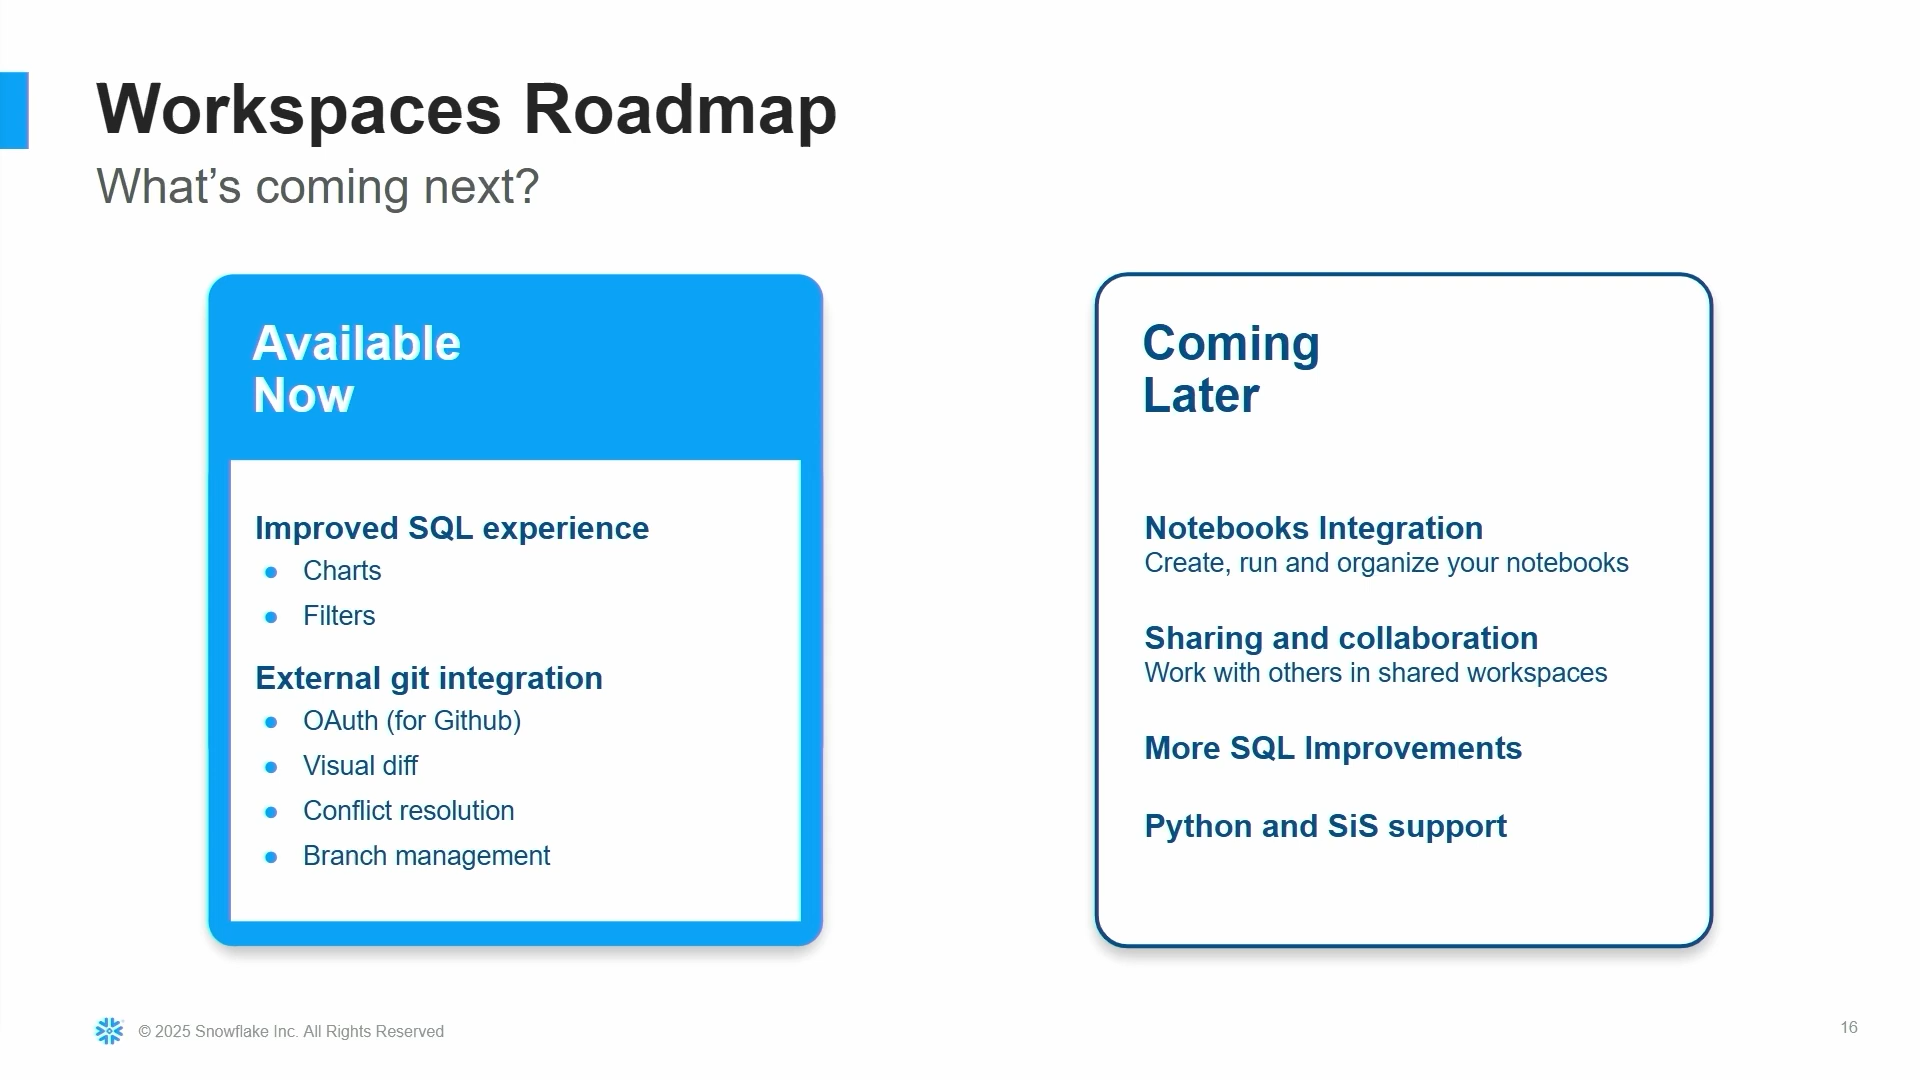 Workspaces Roadmap
What’s coming next?
Available
Now
Improved SQL experience
● Charts
● Filters
External git integration
● OAuth (for Github)
● Visual diff
● Conflict resolution
● Branch management
Coming
Later
Notebooks Integration
Create, run and organize your notebooks
Sharing and collaboration
Work with others in shared workspaces
More SQL Improvements
Python and SiS support
© 2025 Snowflake Inc. All Rights Reserved
16